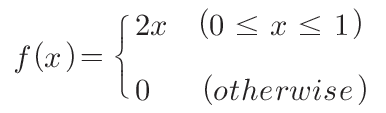 f(x) = { 2x (0 ≤ x ≤ 1)
0 (otherwise)